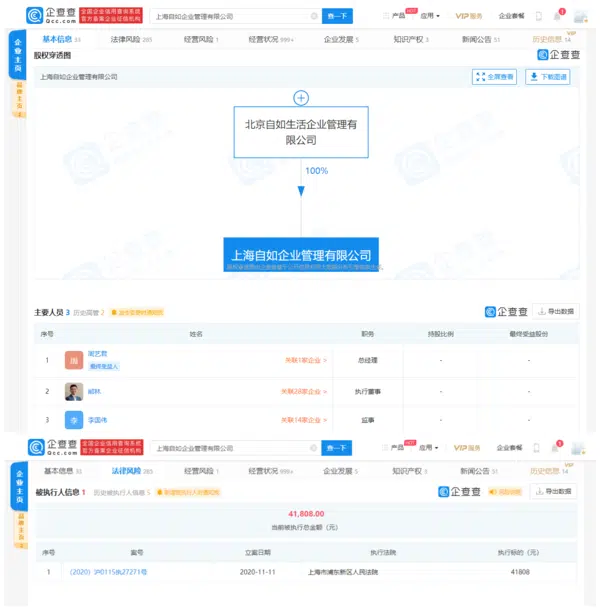 企查查
Qcc.com
全国企业信用查询系统
官方备案企业征信机构
上海自如企业管理有限公司
查一下
产品
HOT
应用
VIP服务
企业套餐
1
企业主页
品牌主页
基本信息 33
法律风险 265
经营风险 1
经营状况 999+
企业发展 5
知识产权 3
新闻公告 51
历史信息 14
VIP
股权穿透图
企查查
上海自如企业管理有限公司
全屏查看
下载图谱
北京自如生活企业管理有
限公司
100%
上海自如企业管理有限公司
主要人员 3
历史高管 2
企查查
导出数据
序号
姓名
职务
持股比例
最终受益股份
1
周
最终受益人
关联1家企业 >
总经理
-
-
2
关联28家企业 >
执行董事
-
-
3
李
李国伟
关联14家企业 >
监事
-
-
企查查
Qcc.com
全国企业信用查询系统
官方备案企业征信机构
上海自如企业管理有限公司
查一下
产品
HOT
应用
VIP服务
企业套餐
1
企业主页
品牌主页
基本信息 33
法律风险 265
经营风险 1
经营状况 999+
企业发展 5
知识产权 3
新闻公告 51
历史信息 14
VIP
被执行人信息 1
历史被执行人信息 5
企查查
导出数据
41,808.00
当前被执行总金额（元）
序号
案号
立案日期
执行法院
执行标的（元）
1
（2020）沪0115执27271号
2020-11-11
上海市浦东新区人民法院
41808